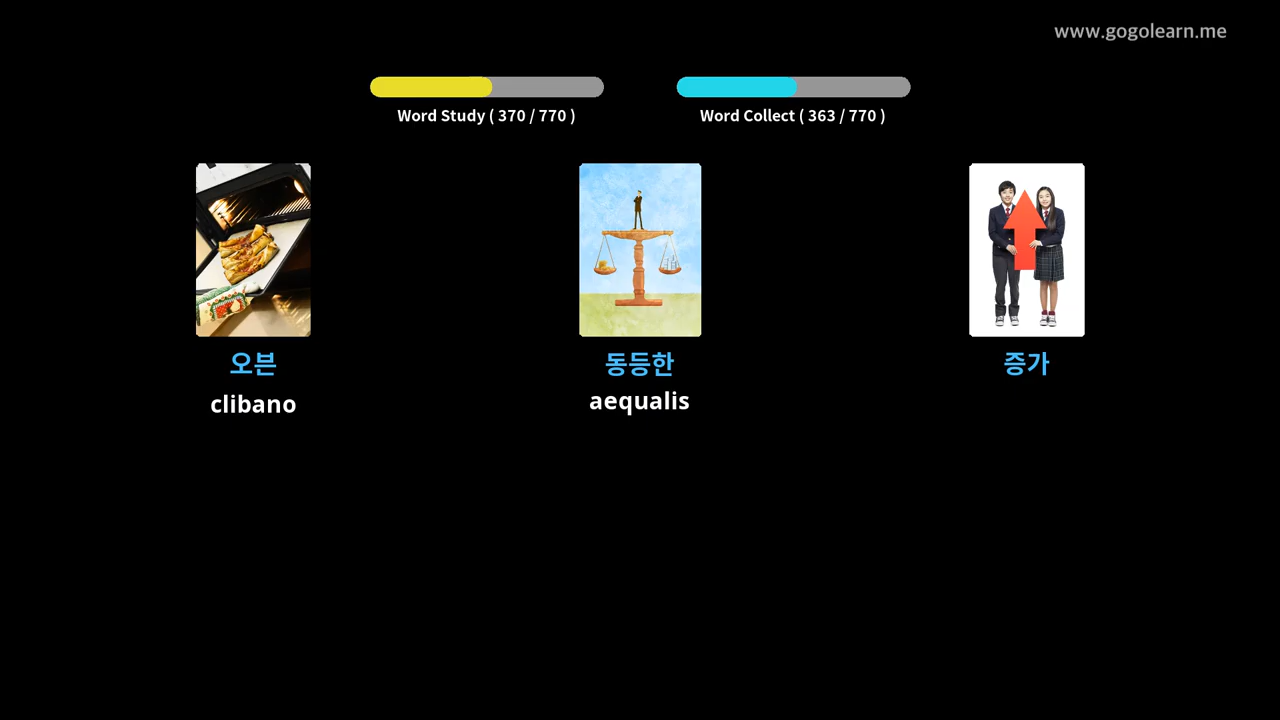 www.gogolearn.me
Word Study ( 370 / 770 )
Word Collect ( 363 / 770 )
오븐
동등한
증가
clibano
aequalis